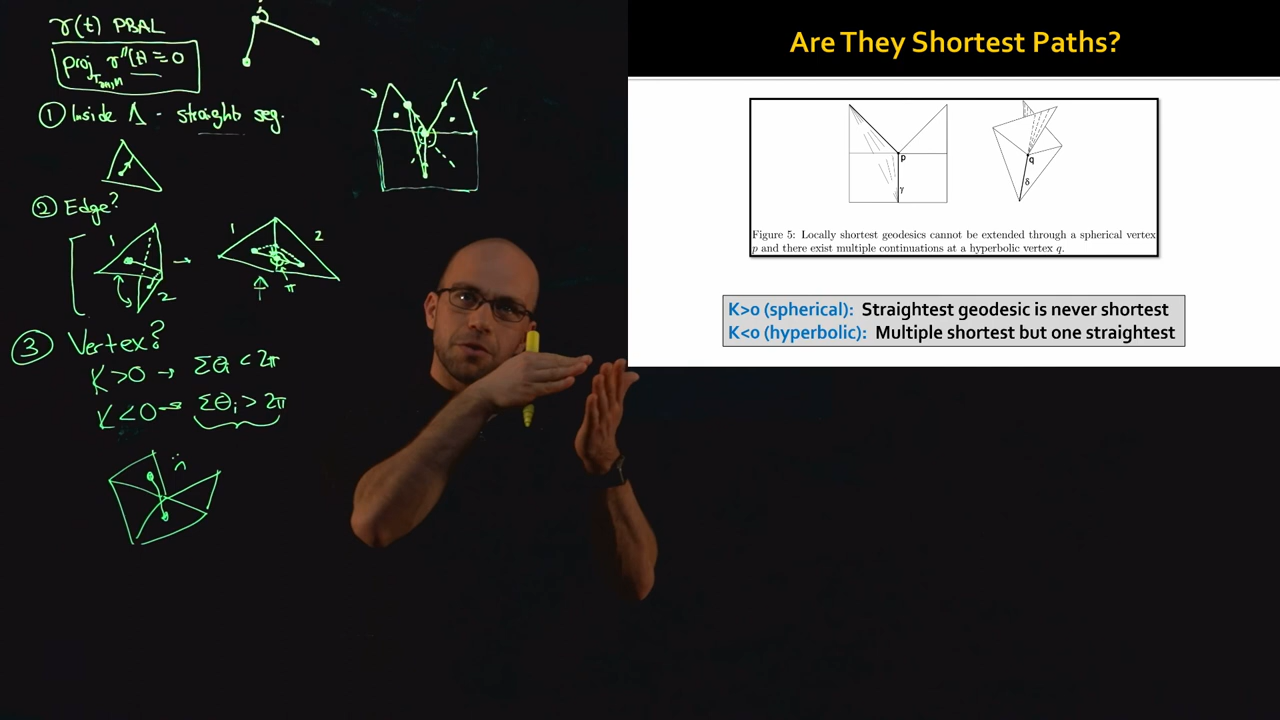 γ(t) PBAL
proj γ''(t) ≡ 0
① Inside Δ - straight seg.
② Edge?
1
2
1
2
π
③ Vertex?
K>0 → Σθᵢ < 2π
K<0 → Σθᵢ > 2π
Are They Shortest Paths?
p
γ
q
δ
Figure 5: Locally shortest geodesics cannot be extended through a spherical vertex
p and there exist multiple continuations at a hyperbolic vertex q.
K>0 (spherical): Straightest geodesic is never shortest
K<0 (hyperbolic): Multiple shortest but one straightest